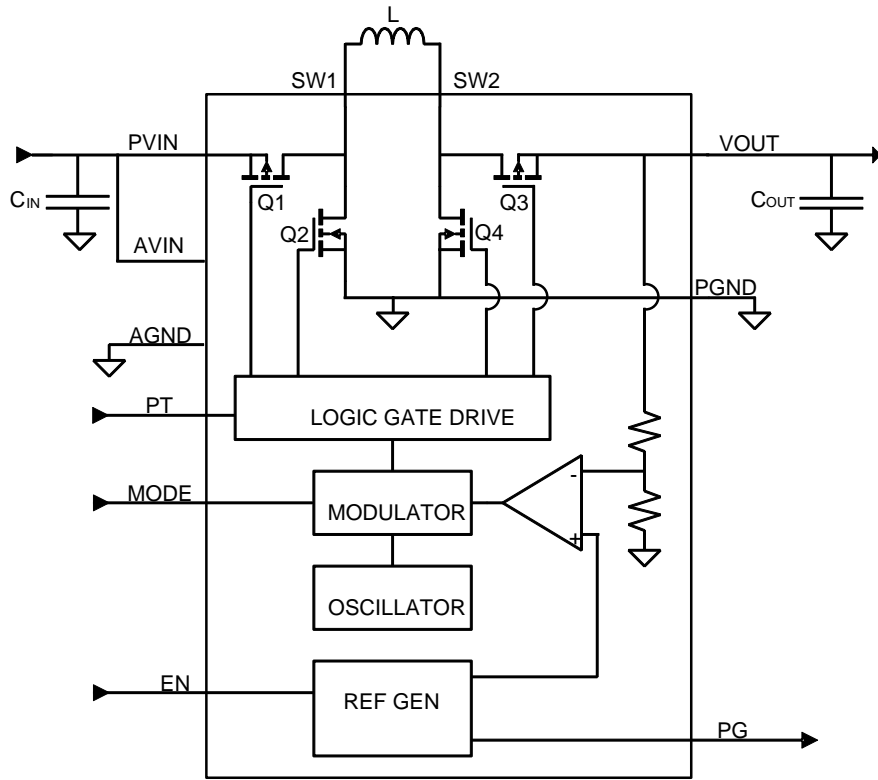 L
SW1 SW2
PVIN VOUT
CIN Q1 Q3 COUT
Q2 Q4
AVIN
PGND
AGND
PT LOGIC GATE DRIVE
-
MODE MODULATOR
+
OSCILLATOR
EN REF GEN
PG